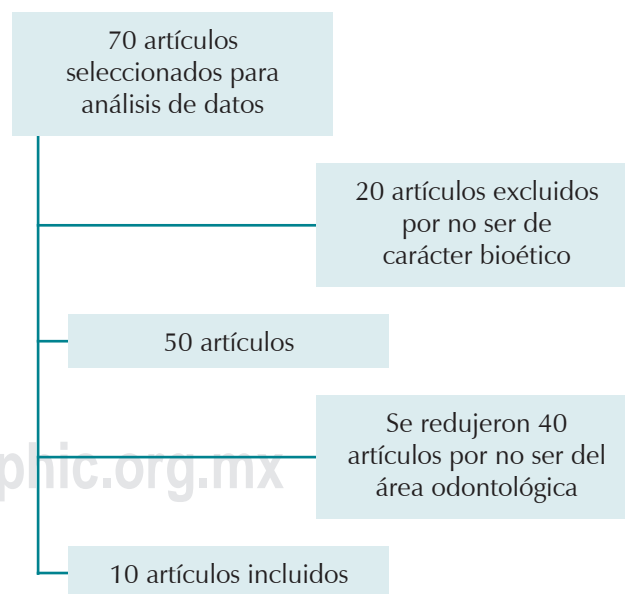 70 artículos
seleccionados para
análisis de datos
20 artículos excluidos
por no ser de
carácter bioético
50 artículos
Se redujeron 40
artículos por no ser del
área odontológica
phic.org.mx
10 artículos incluidos